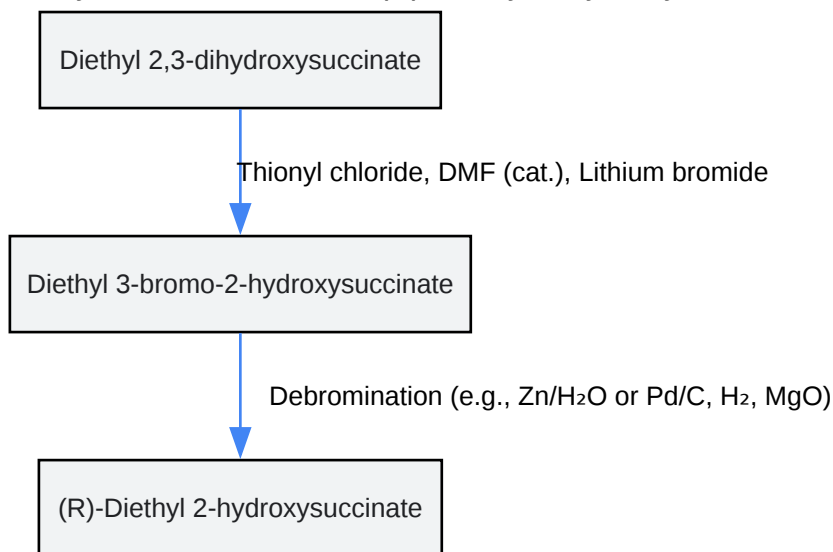 Diethyl 2,3-dihydroxysuccinate
Thionyl chloride, DMF (cat.), Lithium bromide
Diethyl 3-bromo-2-hydroxysuccinate
Debromination (e.g., Zn/H₂O or Pd/C, H₂, MgO)
(R)-Diethyl 2-hydroxysuccinate